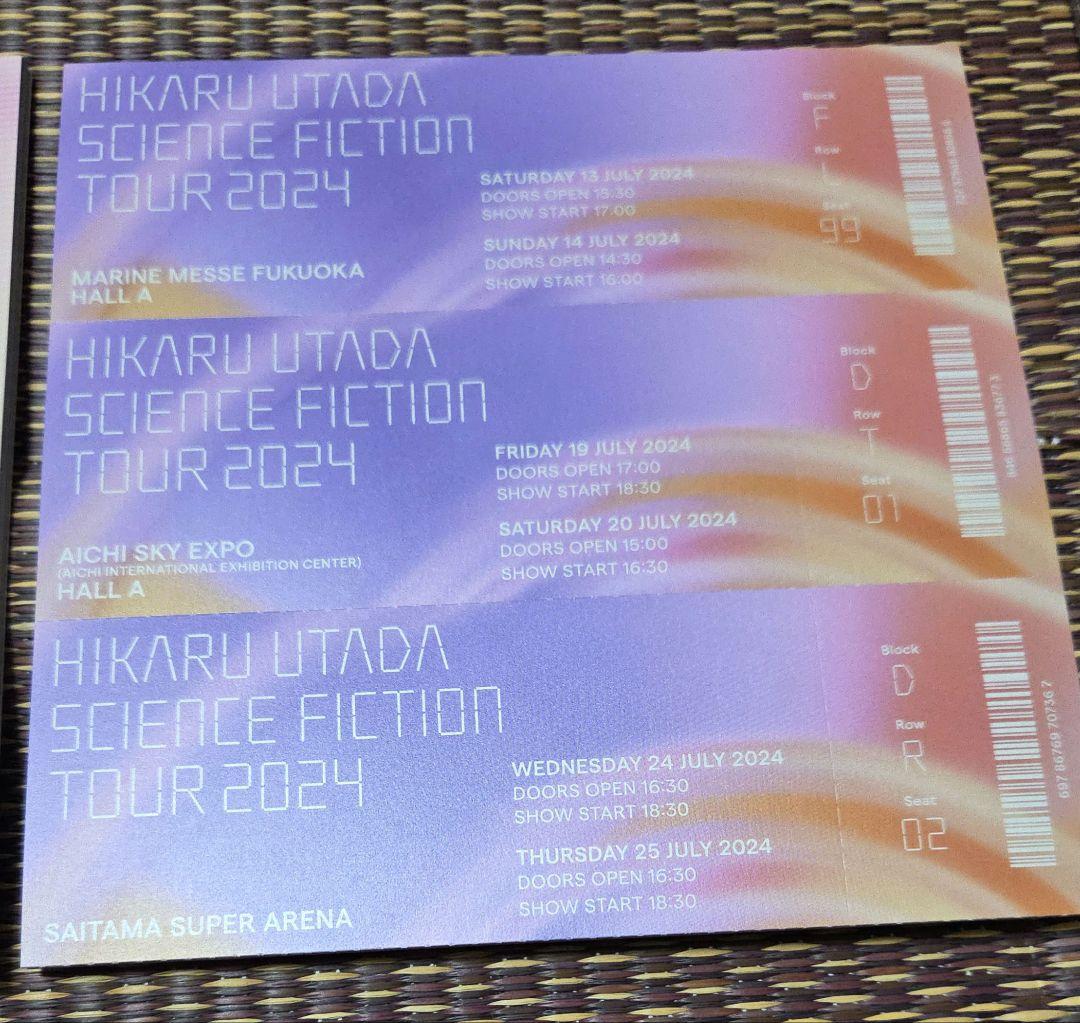 HIKARU UTADA
SCIENCE FICTION
TOUR 2024
MARINE MESSE FUKUOKA
HALL A
SATURDAY 13 JULY 2024
DOORS OPEN 15:30
SHOW START 17:00
SUNDAY 14 JULY 2024
DOORS OPEN 14:30
SHOW START 16:00
Block
F
Row
L
Seat
99
HIKARU UTADA
SCIENCE FICTION
TOUR 2024
AICHI SKY EXPO
(AICHI INTERNATIONAL EXHIBITION CENTER)
HALL A
FRIDAY 19 JULY 2024
DOORS OPEN 17:00
SHOW START 18:30
SATURDAY 20 JULY 2024
DOORS OPEN 15:00
SHOW START 16:30
Block
D
Row
T
Seat
01
HIKARU UTADA
SCIENCE FICTION
TOUR 2024
SAITAMA SUPER ARENA
WEDNESDAY 24 JULY 2024
DOORS OPEN 16:30
SHOW START 18:30
THURSDAY 25 JULY 2024
DOORS OPEN 16:30
SHOW START 18:30
Block
D
Row
R
Seat
02
697 86769 70736 7